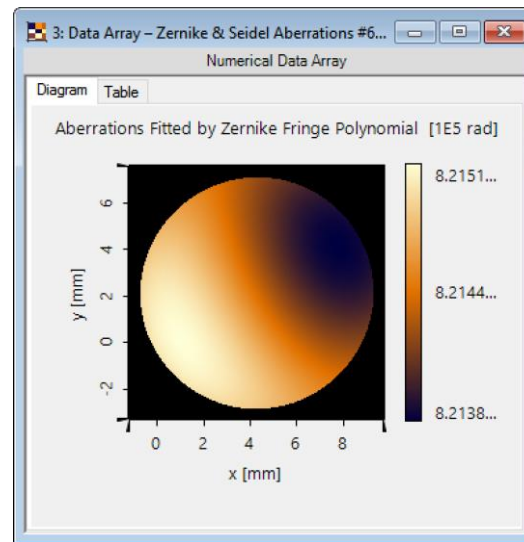 3: Data Array – Zernike & Seidel Aberrations #6...
Numerical Data Array
Diagram Table
Aberrations Fitted by Zernike Fringe Polynomial [1E5 rad]
8.2151...
8.2144...
8.2138...
y [mm]
6
4
2
0
-2
0 2 4 6 8
x [mm]